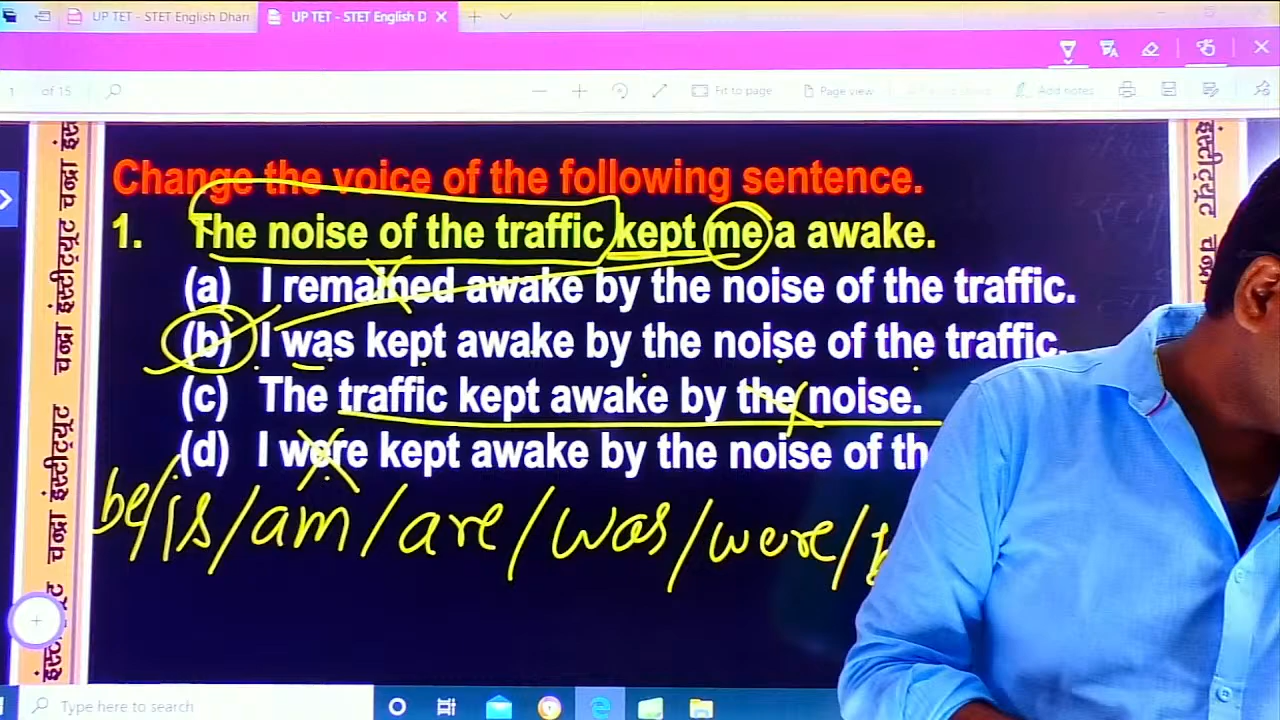 UP TET - STET English Dharr
UP TET - STET English D
1 of 15
Fit to page
Page view
Add notes
Change the voice of the following sentence.
1. The noise of the traffic kept me a awake.
(a) I remained awake by the noise of the traffic.
(b) I was kept awake by the noise of the traffic.
(c) The traffic kept awake by the noise.
(d) I were kept awake by the noise of th
be/is/am/are/was/were/
चन्द्रा इंस्टीट्यूट चन्द्रा इंस्टीट्यूट
इंस्टीट्यूट
Type here to search